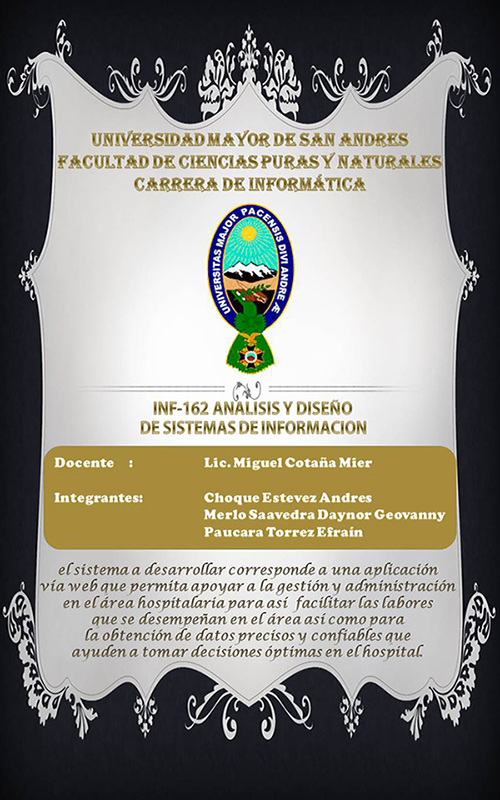 UNIVERSIDAD MAYOR DE SAN ANDRES
FACULTAD DE CIENCIAS PURAS Y NATURALES
CARRERA DE INFORMÁTICA
UNIVERSITAS MAJOR PACENSIS DIVI ANDRE Æ
INF-162 ANALISIS Y DISEÑO
DE SISTEMAS DE INFORMACION
Docente : Lic. Miguel Cotaña Mier
Integrantes: Choque Estevez Andres
Merlo Saavedra Daynor Geovanny
Paucara Torrez Efraín
el sistema a desarrollar corresponde a una aplicación
vía web que permita apoyar a la gestión y administración
en el área hospitalaria para así facilitar las labores
que se desempeñan en el área así como para
la obtención de datos precisos y confiables que
ayuden a tomar decisiones óptimas en el hospital.